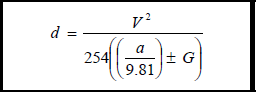 d = V² / 254((a / 9.81) ± G)